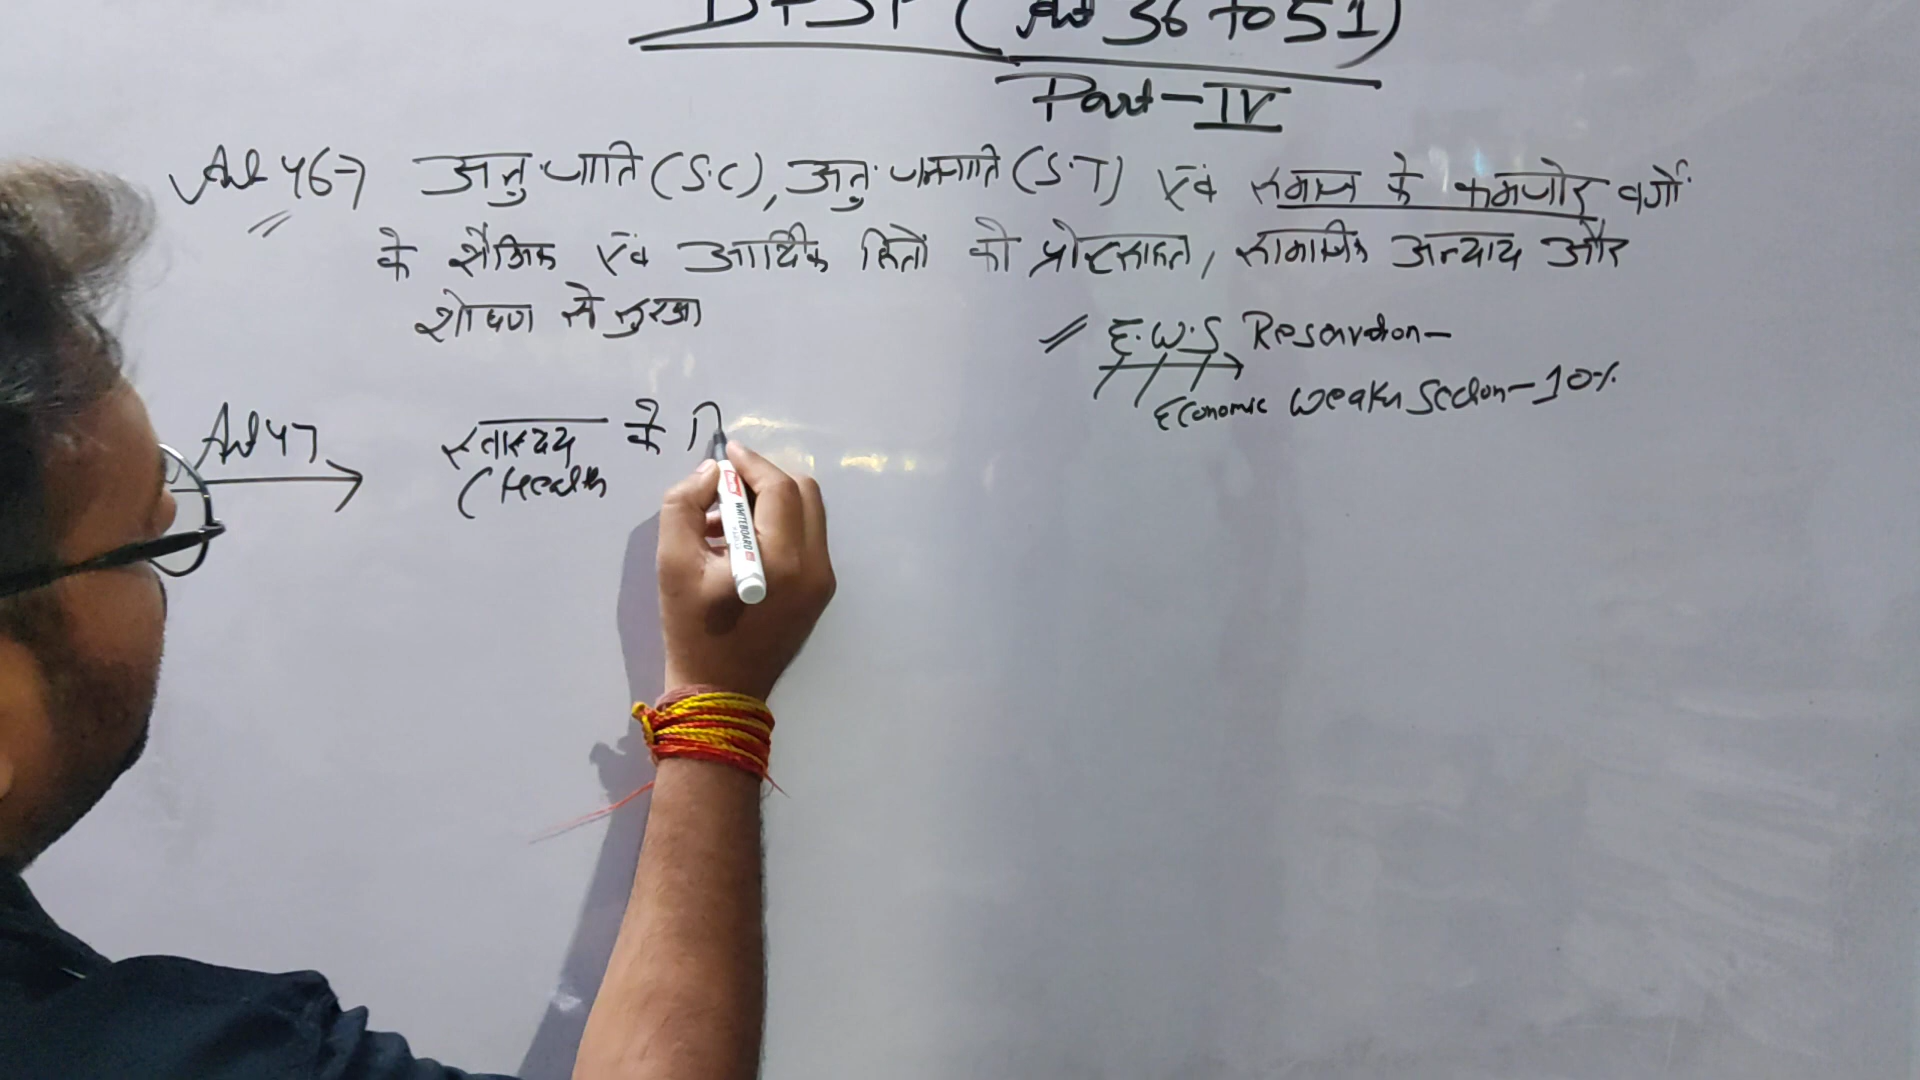 DPSP (Art 36 to 51)
Part-IV
Art 46→ अनु. जाति (S.C), अनु. जनजाति (S.T) एवं समाज के कमजोर वर्गों
के शैक्षिक एवं आर्थिक हितों को प्रोत्साहन, सामाजिक अन्याय और
शोषण से सुरक्षा
E.W.S Reservation-
Economic Weaker Section-10%
Art 47 स्वास्थ्य के
(Health
WHITEBOARD